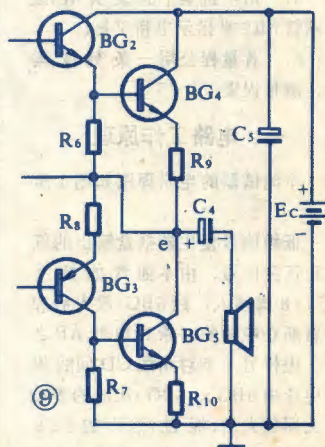 BG₂
BG₄
R₆
R₉
C₅
R₈
C₄
Ec
+
−
e
+
BG₃
BG₅
R₇
R₁₀
⑨